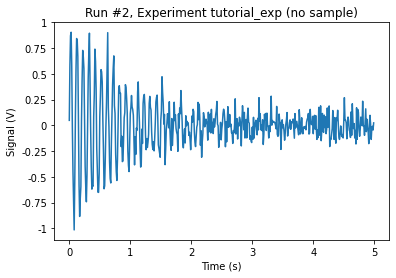 Run #2, Experiment tutorial_exp (no sample)
1
0.75
0.5
0.25
0
-0.25
-0.5
-0.75
-1
Signal (V)
0 1 2 3 4 5
Time (s)